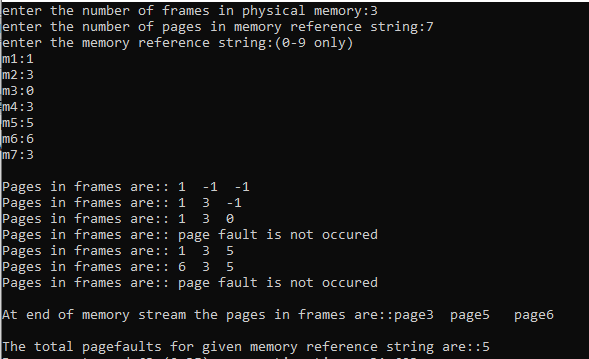 enter the number of frames in physical memory:3
enter the number of pages in memory reference string:7
enter the memory reference string:(0-9 only)
m1:1
m2:3
m3:0
m4:3
m5:5
m6:6
m7:3
Pages in frames are:: 1 -1 -1
Pages in frames are:: 1 3 -1
Pages in frames are:: 1 3 0
Pages in frames are:: page fault is not occured
Pages in frames are:: 1 3 5
Pages in frames are:: 6 3 5
Pages in frames are:: page fault is not occured
At end of memory stream the pages in frames are::page3 page5 page6
The total pagefaults for given memory reference string are::5